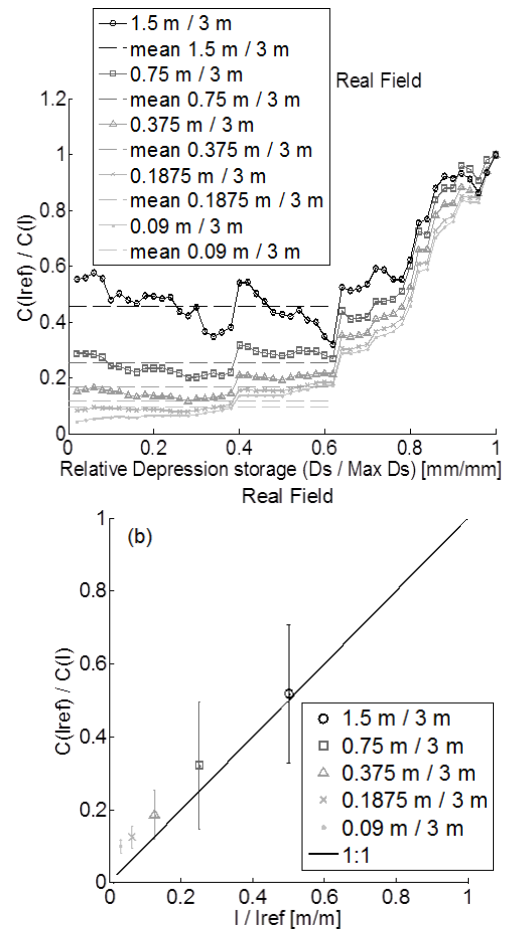 1.5 m / 3 m
mean 1.5 m / 3 m
0.75 m / 3 m
mean 0.75 m / 3 m
0.375 m / 3 m
mean 0.375 m / 3 m
0.1875 m / 3 m
mean 0.1875 m / 3 m
0.09 m / 3 m
mean 0.09 m / 3 m
Real Field
C(Iref) / C(I)
1.2
1
0.8
0.6
0.4
0.2
0
0 0.2 0.4 0.6 0.8 1
Relative Depression storage (Ds / Max Ds) [mm/mm]
Real Field
(b)
C(Iref) / C(I)
1
0.8
0.6
0.4
0.2
0
1.5 m / 3 m
0.75 m / 3 m
0.375 m / 3 m
0.1875 m / 3 m
0.09 m / 3 m
1:1
0 0.2 0.4 0.6 0.8 1
I / Iref [m/m]